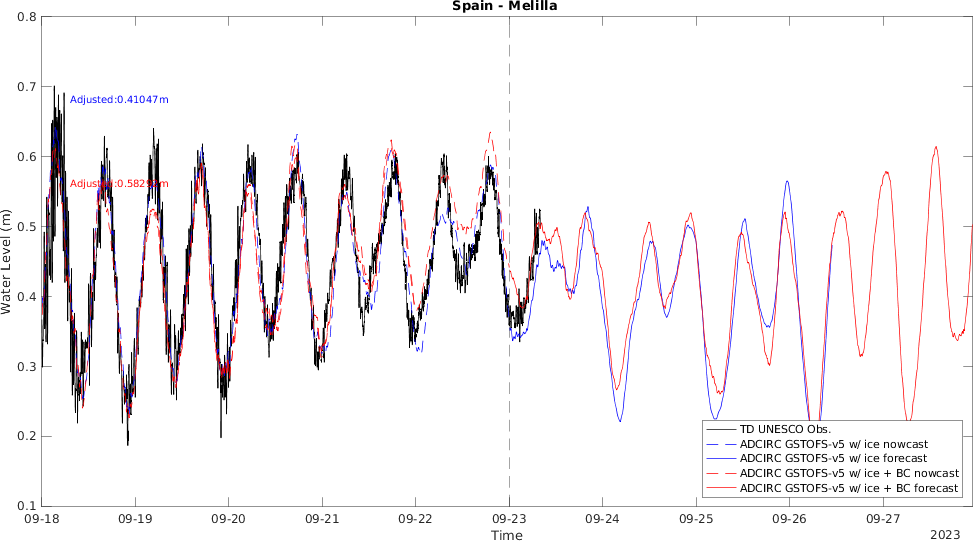 Spain - Melilla
0.8
0.7
0.6
0.5
0.4
0.3
0.2
0.1
Water Level (m)
Adjusted:0.41047m
TD UNESCO Obs.
ADCIRC GSTOFS-v5 w/ ice nowcast
ADCIRC GSTOFS-v5 w/ ice forecast
ADCIRC GSTOFS-v5 w/ ice + BC nowcast
ADCIRC GSTOFS-v5 w/ ice + BC forecast
09-18 09-19 09-20 09-21 09-22 09-23 09-24 09-25 09-26 09-27
Time
2023